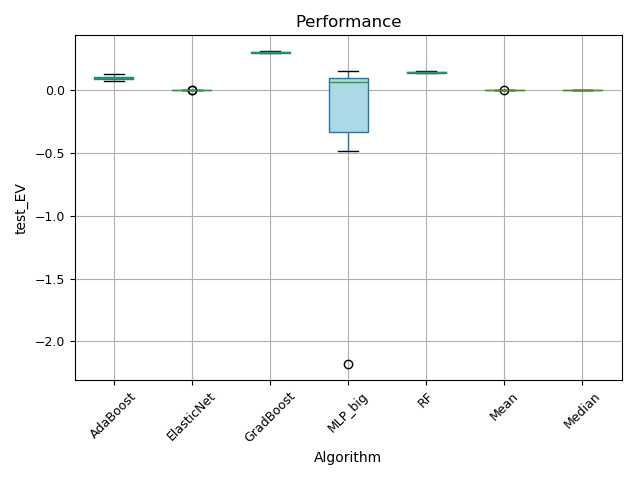 Performance
test_EV
0.0
−0.5
−1.0
−1.5
−2.0
AdaBoost
ElasticNet
GradBoost
MLP_big
RF
Mean
Median
Algorithm